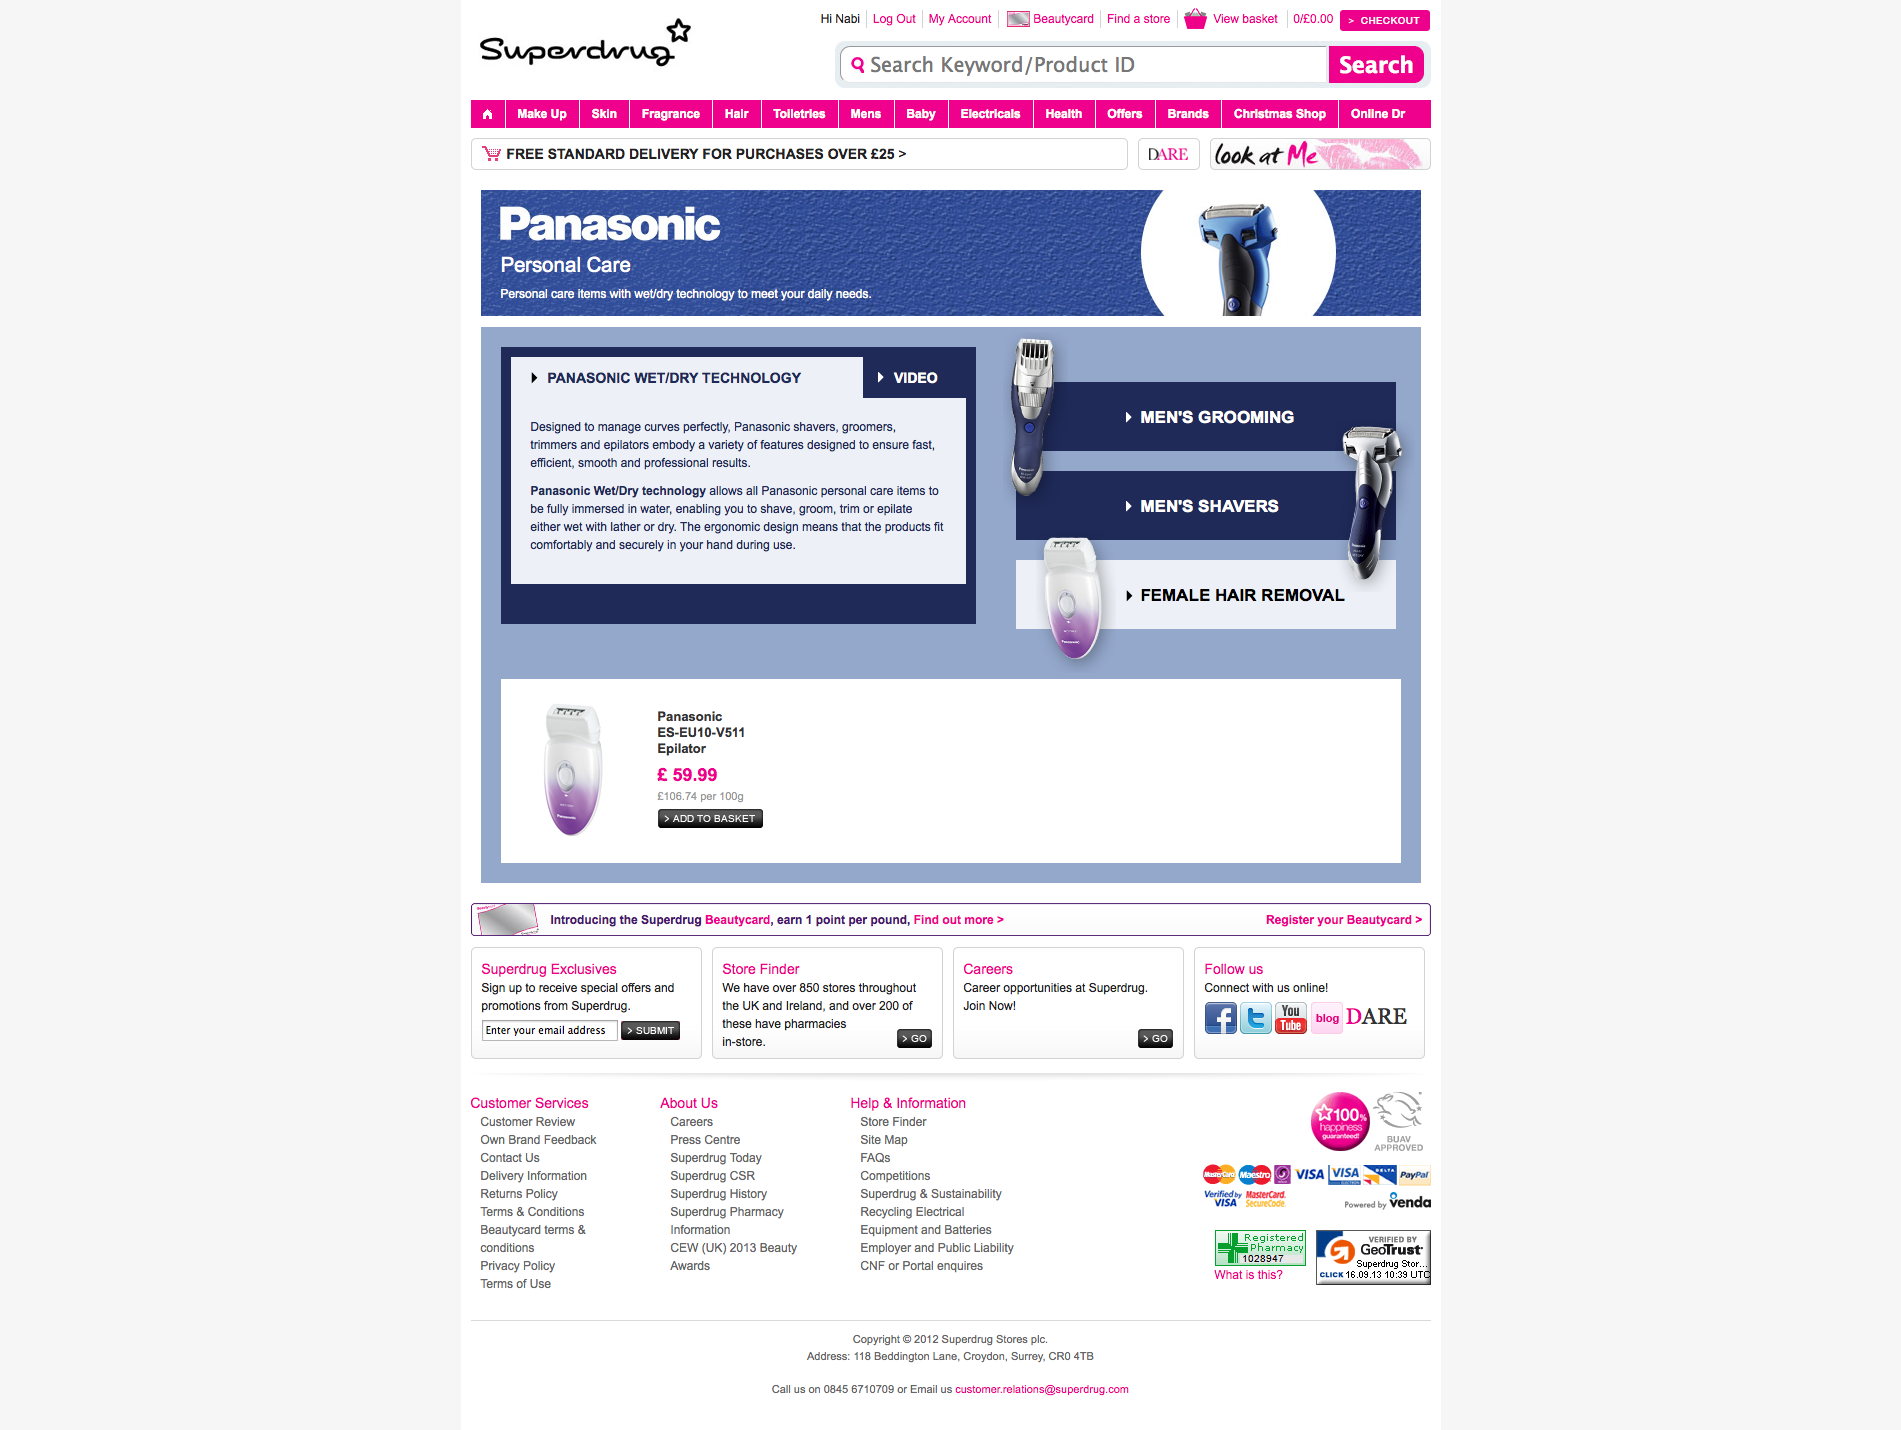 Superdrug
Hi Nabi
Log Out
My Account
Beautycard
Find a store
View basket
0/£0.00
> CHECKOUT
Search Keyword/Product ID
Search
Make Up
Skin
Fragrance
Hair
Toiletries
Mens
Baby
Electricals
Health
Offers
Brands
Christmas Shop
Online Dr
FREE STANDARD DELIVERY FOR PURCHASES OVER £25 >
DARE
look at Me
Panasonic
Personal Care
Personal care items with wet/dry technology to meet your daily needs.
PANASONIC WET/DRY TECHNOLOGY
VIDEO
Designed to manage curves perfectly, Panasonic shavers, groomers,
trimmers and epilators embody a variety of features designed to ensure fast,
efficient, smooth and professional results.
Panasonic Wet/Dry technology allows all Panasonic personal care items to
be fully immersed in water, enabling you to shave, groom, trim or epilate
either wet with lather or dry. The ergonomic design means that the products fit
comfortably and securely in your hand during use.
MEN'S GROOMING
MEN'S SHAVERS
FEMALE HAIR REMOVAL
Panasonic
ES-EU10-V511
Epilator
£ 59.99
£106.74 per 100g
> ADD TO BASKET
Introducing the Superdrug Beautycard, earn 1 point per pound, Find out more >
Register your Beautycard >
Superdrug Exclusives
Sign up to receive special offers and
promotions from Superdrug.
Enter your email address
> SUBMIT
Store Finder
We have over 850 stores throughout
the UK and Ireland, and over 200 of
these have pharmacies
in-store.
> GO
Careers
Career opportunities at Superdrug.
Join Now!
> GO
Follow us
Connect with us online!
You
Tube
blog
DARE
Customer Services
Customer Review
Own Brand Feedback
Contact Us
Delivery Information
Returns Policy
Terms & Conditions
Beautycard terms &
conditions
Privacy Policy
Terms of Use
About Us
Careers
Press Centre
Superdrug Today
Superdrug CSR
Superdrug History
Superdrug Pharmacy
Information
CEW (UK) 2013 Beauty
Awards
Help & Information
Store Finder
Site Map
FAQs
Competitions
Superdrug & Sustainability
Recycling Electrical
Equipment and Batteries
Employer and Public Liability
CNF or Portal enquires
100%
happiness
guaranteed!
BUAV
APPROVED
MasterCard
Maestro
VISA
VISA
ELECTRON
DELTA
PayPal
Verified by
VISA
MasterCard.
SecureCode
Powered by venda
Registered
Pharmacy
1028947
What is this?
VERIFIED BY
GeoTrust
Superdrug Stor...
CLICK 16.09.13 10:39 UTC
Copyright © 2012 Superdrug Stores plc.
Address: 118 Beddington Lane, Croydon, Surrey, CR0 4TB
Call us on 0845 6710709 or Email us customer.relations@superdrug.com